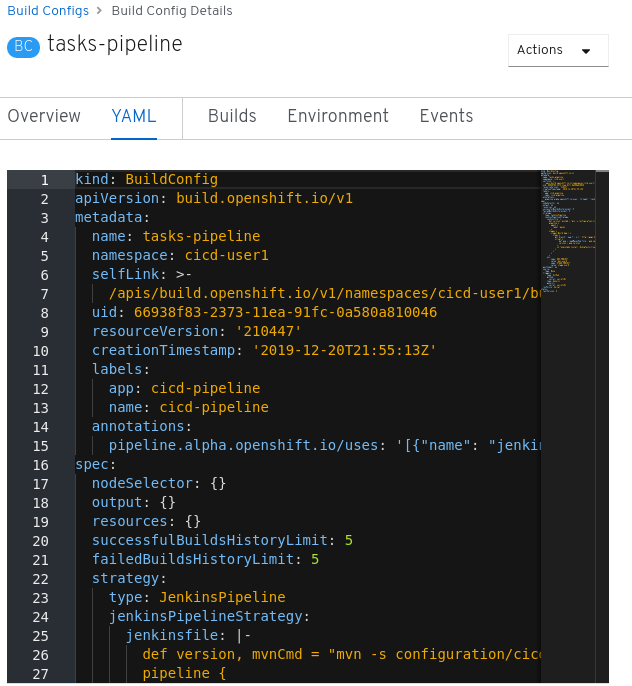 Build Configs > Build Config Details
BC tasks-pipeline
Actions
Overview YAML Builds Environment Events
1 kind: BuildConfig
2 apiVersion: build.openshift.io/v1
3 metadata:
4 name: tasks-pipeline
5 namespace: cicd-user1
6 selfLink: >-
7 /apis/build.openshift.io/v1/namespaces/cicd-user1/b
8 uid: 66938f83-2373-11ea-91fc-0a580a810046
9 resourceVersion: '210447'
10 creationTimestamp: '2019-12-20T21:55:13Z'
11 labels:
12 app: cicd-pipeline
13 name: cicd-pipeline
14 annotations:
15 pipeline.alpha.openshift.io/uses: '[{"name": "jenki
16 spec:
17 nodeSelector: {}
18 output: {}
19 resources: {}
20 successfulBuildsHistoryLimit: 5
21 failedBuildsHistoryLimit: 5
22 strategy:
23 type: JenkinsPipeline
24 jenkinsPipelineStrategy:
25 jenkinsfile: |-
26 def version, mvnCmd = "mvn -s configuration/cic
27 pipeline {